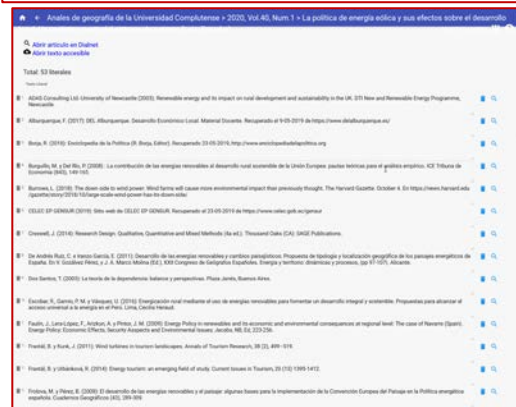 Anales de geografía de la Universidad Complutense > 2020, Vol.40, Num.1 > La política de energía eólica y sus efectos sobre el desarrollo
Abrir artículo en Dialnet
Abrir texto accesible
Total: 53 literales
ADAS Consulting Ltd- University of Newcastle (2003): Renewable energy and its impact on rural development and sustainability in the UK. DTI New and Renewable Energy Programme,
Newcastle.
Alburquerque, F. (2017): DEL Alburquerque. Desarrollo Económico Local. Material Docente. Recuperado el 9-05-2019 de https://www.delalburquerque.es/
Borja, R. (2016): Enciclopedia de la Política (R. Borja, Editor). Recuperado 23-05-2019, http://www.enciclopediadelapolitica.org
Burguillo, M. y Del Río, P. (2008): : La contribución de las energías renovables al desarrollo rural sostenible de la Unión Europea: pautas teóricas para el análisis empírico. ICE Tribuna de
Economía (845), 149-165
Burrows, L. (2018): The down side to wind power. Wind farms will cause more environmental impact than previously thought. The Harvard Gazette. October 4. En https://news.harvard.edu
/gazette/story/2018/10/large-scale-wind-power-has-its-down-side/
CELEC EP GENSUR (2019): Sitio web de CELEC EP GENSUR. Recuperado el 23-05-2019 de https://www.celec.gob.ec/gensur
Creswell, J. (2014): Research Design. Qualitative, Quantitative and Mixed Methods (4a ed.). Thousand Oaks (CA): SAGE Publications.
De Andrés Ruiz, C. e Iranzo García, E. (2011): Desarrollo de las energías renovables y cambios paisajísticos: Propuesta de tipología y localización geográfica de los paisajes energéticos de
España. En V. Gozálvez Pérez, y J. A. Marco Molina (Ed.), XXII Congreso de Geógrafos Españoles. Energía y territorio: dinámicas y procesos, (pp 97-107). Alicante.
Dos Santos, T. (2003): La teoría de la dependencia: balance y perspectivas. Plaza Janés, Buenos Aires.
Escobar, R., Gamio, P. M. y Vásquez, U. (2016): Energización rural mediante el uso de energías renovables para fomentar un desarrollo integral y sostenible: Propuestas para alcanzar el
acceso universal a la energía en el Perú. Lima, Cecilia Heraud.
Faulin, J., Lera-López, F., Arizkun, A. y Pintor, J. M. (2009): Energy Policy in renewables and its economic and environmental consequences at regional level: The case of Navarre (Spain).
Energy Policy: Economic Effects, Security Aspects and Environmental Issues. Jacobs, NB, Ed, 223-256.
Frantál, B. y Kunk, J. (2011): Wind turbines in tourism landscapes. Annals of Tourism Research, 38 (2), 499–519.
Frantál, B. y Urbánková, R. (2014): Energy tourism: an emerging field of study. Current Issues in Tourism, 20 (13) 1395-1412.
Frolova, M. y Pérez, B. (2008): El desarrollo de las energías renovables y el paisaje: algunas bases para la implementación de la Convención Europea del Paisaje en la Política energética
española. Cuadernos Geográficos (43), 289-309